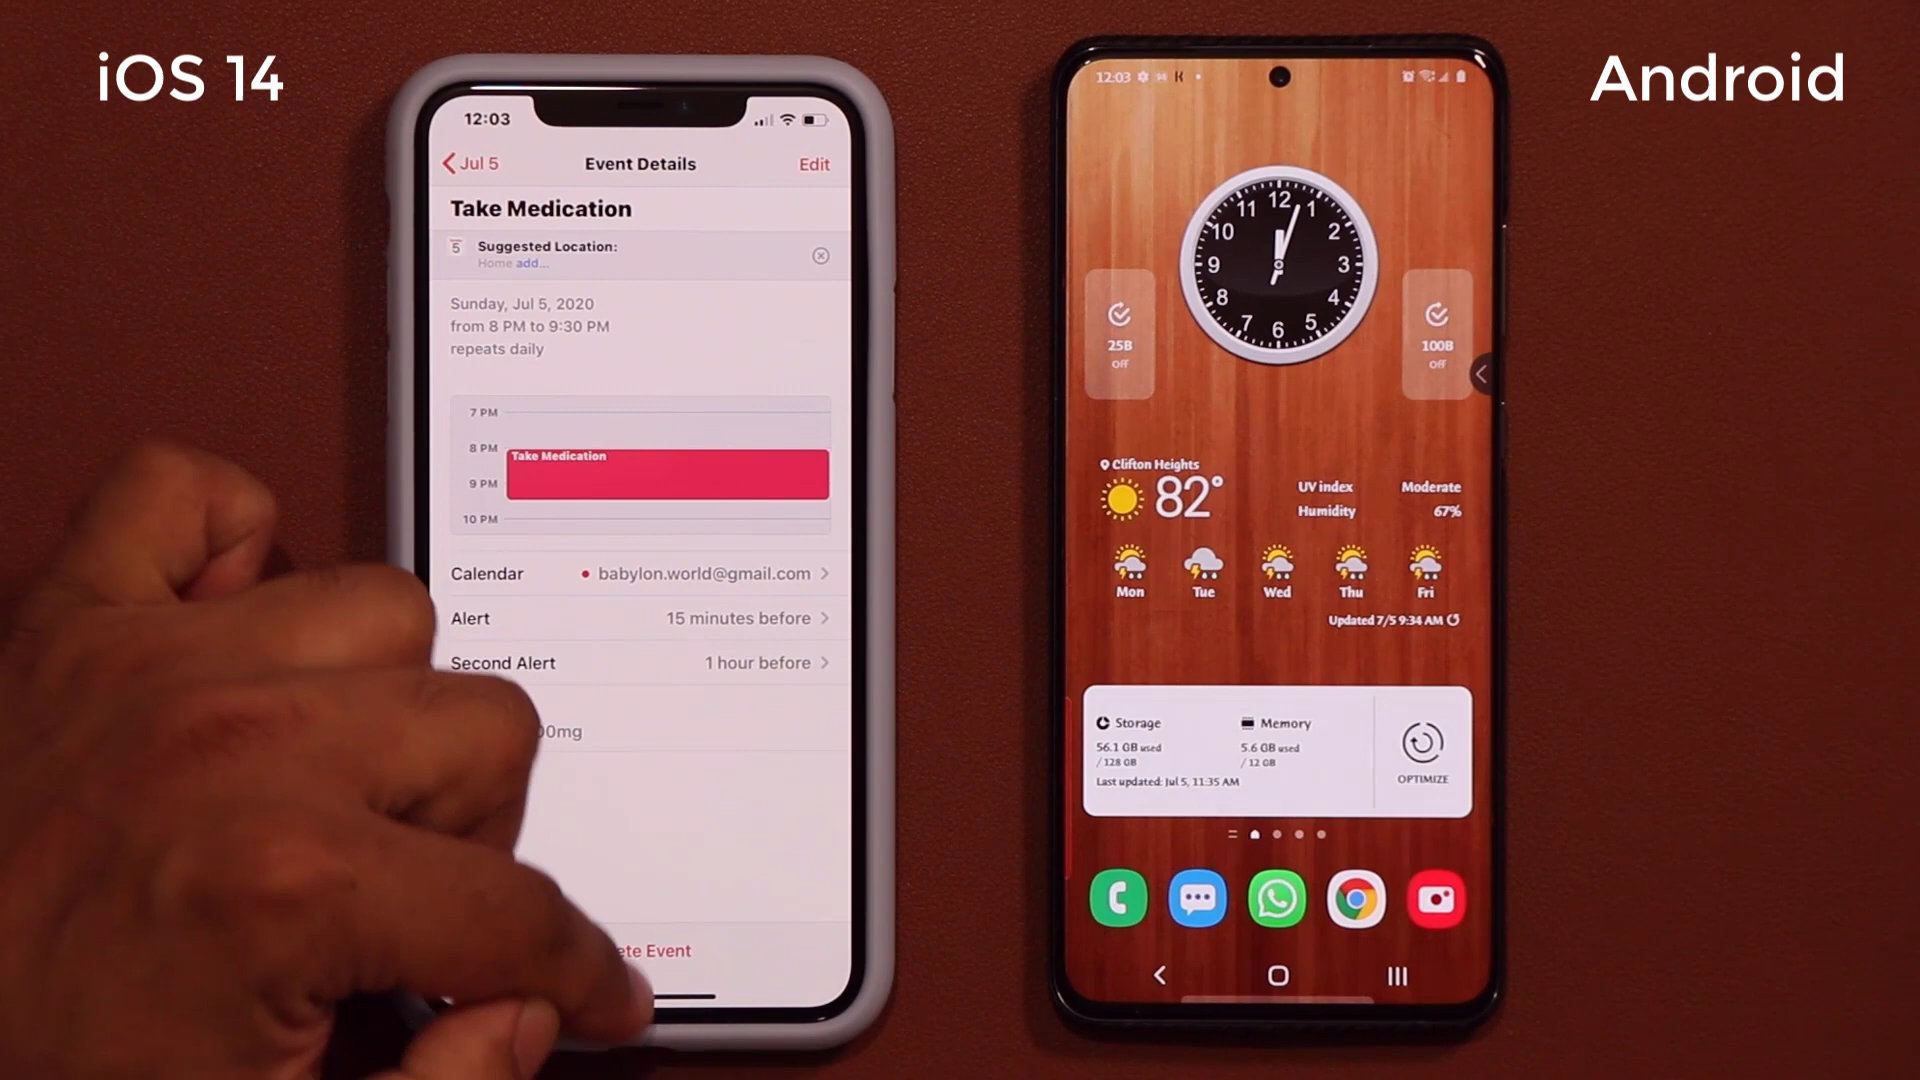 iOS 14
Android
12:03
Jul 5
Event Details
Edit
Take Medication
5
Suggested Location:
Home add...
Sunday, Jul 5, 2020
from 8 PM to 9:30 PM
repeats daily
7 PM
8 PM
Take Medication
9 PM
10 PM
Calendar
babylon.world@gmail.com
Alert
15 minutes before
Second Alert
1 hour before
00mg
ete Event
12:03
12
1
2
3
4
5
6
7
8
9
10
11
25B
Off
100B
Off
Clifton Heights
82°
UV index Moderate
Humidity 67%
Mon Tue Wed Thu Fri
Updated 7/5 9:34 AM
Storage
56.1 GB used
/ 128 GB
Memory
5.6 GB used
/ 12 GB
Last updated: Jul 5, 11:35 AM
OPTIMIZE